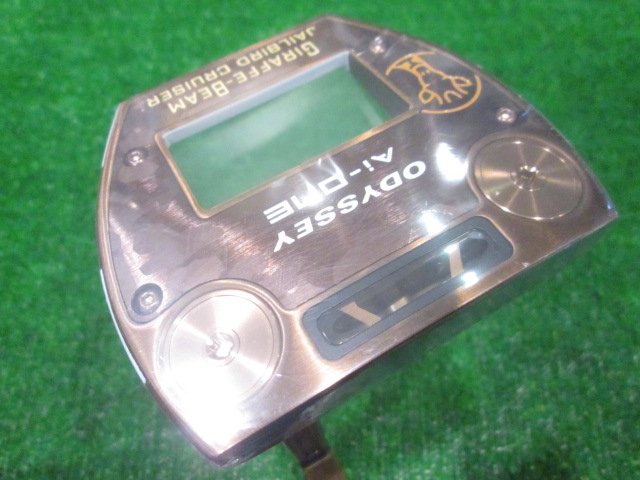 GIRAFFE-BEAM
JAILBIRD CRUISER
ODYSSEY
Ai-ONE